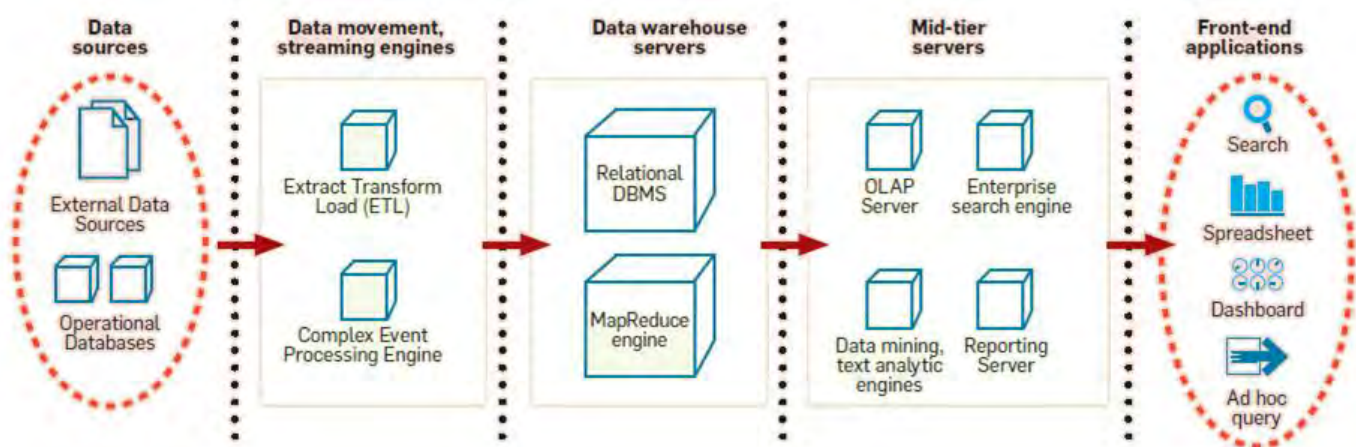 Data
sources
Data movement,
streaming engines
Data warehouse
servers
Mid-tier
servers
Front-end
applications
External Data
Sources
Operational
Databases
Extract Transform
Load (ETL)
Complex Event
Processing Engine
Relational
DBMS
MapReduce
engine
OLAP
Server
Enterprise
search engine
Data mining,
text analytic
engines
Reporting
Server
Search
Spreadsheet
Dashboard
Ad hoc
query